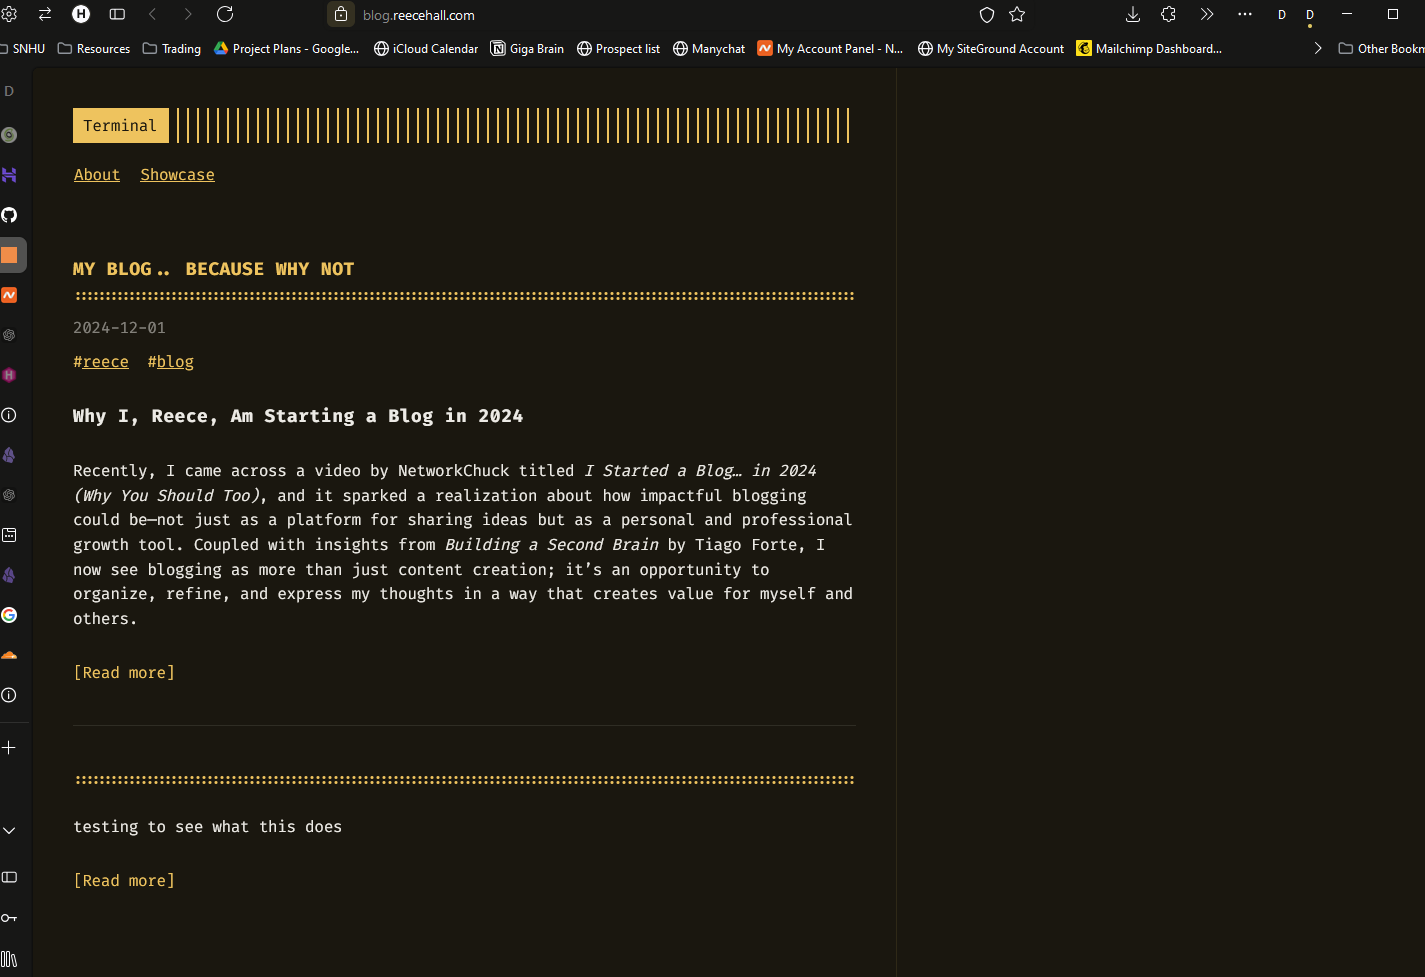 blog.reecehall.com
D
D
SNHU
Resources
Trading
Project Plans - Google...
iCloud Calendar
Giga Brain
Prospect list
Manychat
My Account Panel - N...
My SiteGround Account
Mailchimp Dashboard...
Other Bookm
D
Terminal
About Showcase
MY BLOG.. BECAUSE WHY NOT
2024-12-01
#reece #blog
Why I, Reece, Am Starting a Blog in 2024
Recently, I came across a video by NetworkChuck titled I Started a Blog… in 2024
(Why You Should Too), and it sparked a realization about how impactful blogging
could be—not just as a platform for sharing ideas but as a personal and professional
growth tool. Coupled with insights from Building a Second Brain by Tiago Forte, I
now see blogging as more than just content creation; it’s an opportunity to
organize, refine, and express my thoughts in a way that creates value for myself and
others.
[Read more]
testing to see what this does
[Read more]